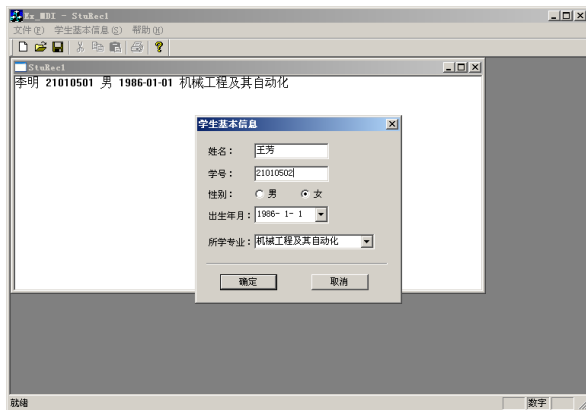 Ex_MDI - StuRec1
文件(F) 学生基本信息(S) 帮助(H)
StuRec1
李明 21010501 男 1986-01-01 机械工程及其自动化
学生基本信息
姓名： 王芳
学号： 21010502
性别： 男 女
出生年月： 1986- 1- 1
所学专业： 机械工程及其自动化
确定 取消
就绪 数字